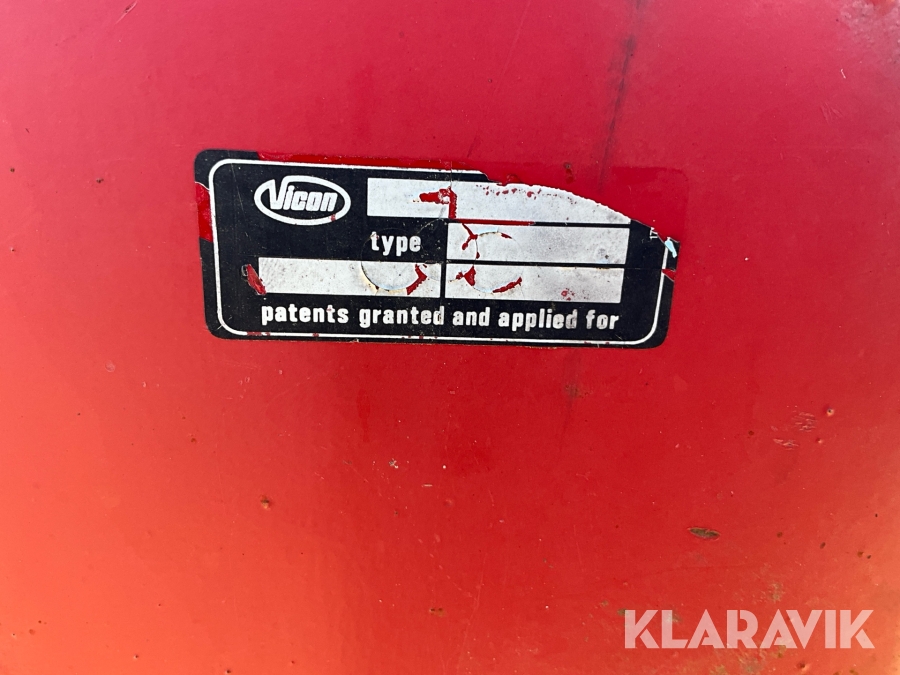 Vicon
type
patents granted and applied for
KLARAVIK